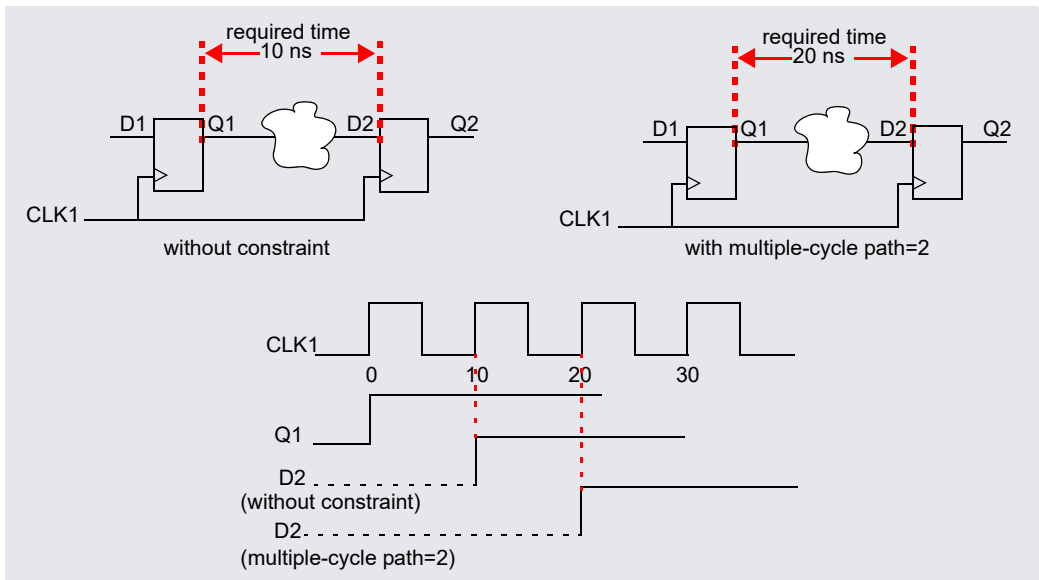 required time
10 ns
D1
Q1
D2
Q2
CLK1
without constraint
required time
20 ns
D1
Q1
D2
Q2
CLK1
with multiple-cycle path=2
CLK1
0 10 20 30
Q1
D2
(without constraint)
D2
(multiple-cycle path=2)